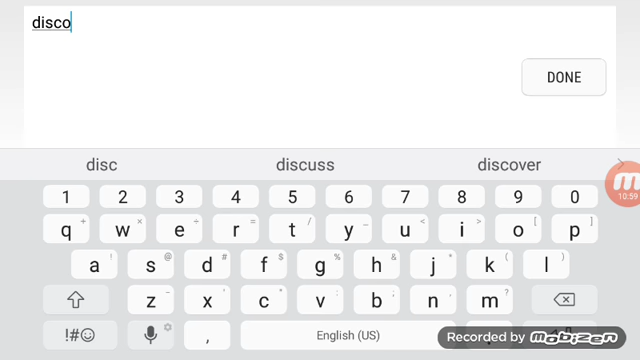 disco
DONE
disc discuss discover
10:59
1 2 3 4 5 6 7 8 9 0
q + w × e ÷ r = t / y _ u < i > o [ p ]
a ! s @ d # f $ g % h & j * k ( l )
z - x ' c " v : b ; n , m ?
!#☺ , English (US)
Recorded by mobizen